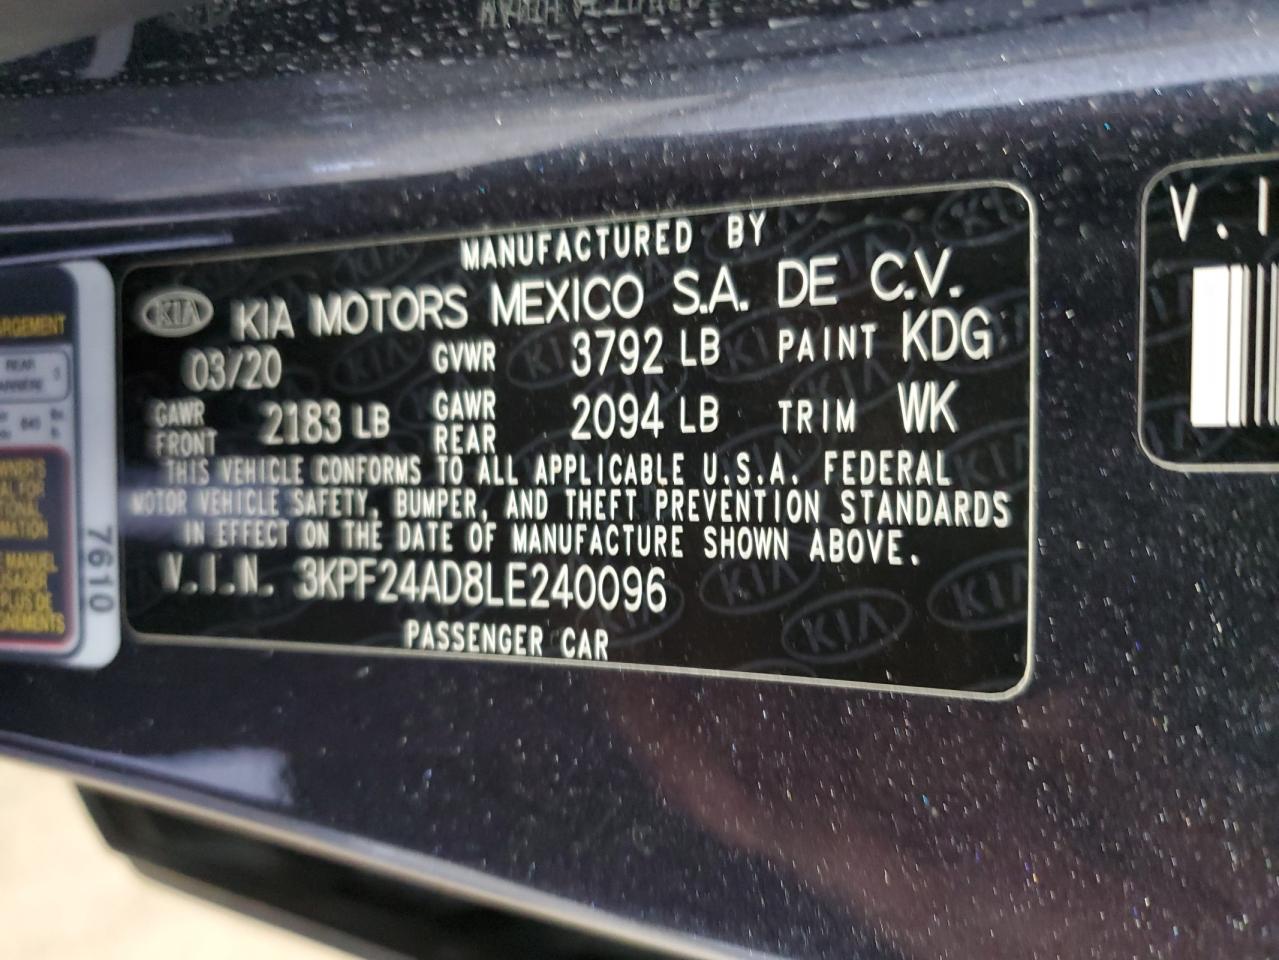 MANUFACTURED BY
KIA KIA MOTORS MEXICO S.A. DE C.V.
03/20 GVWR 3792 LB PAINT KDG
GAWR FRONT 2183 LB GAWR REAR 2094 LB TRIM WK
THIS VEHICLE CONFORMS TO ALL APPLICABLE U.S.A. FEDERAL
MOTOR VEHICLE SAFETY, BUMPER, AND THEFT PREVENTION STANDARDS
IN EFFECT ON THE DATE OF MANUFACTURE SHOWN ABOVE.
V.I.N. 3KPF24AD8LE240096
PASSENGER CAR
V.I
REAR
7610